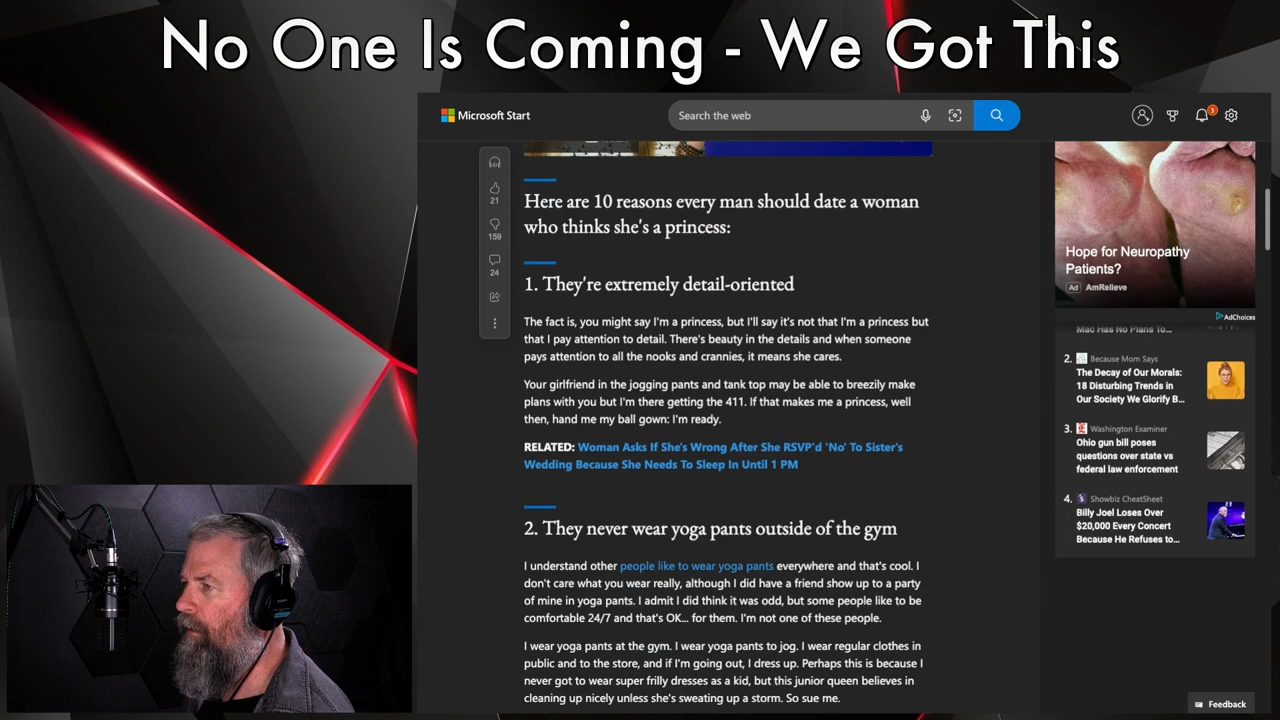 No One Is Coming - We Got This
Microsoft Start
Search the web
3
21
159
24
Here are 10 reasons every man should date a woman
who thinks she's a princess:
1. They're extremely detail-oriented
The fact is, you might say I'm a princess, but I'll say it's not that I'm a princess but
that I pay attention to detail. There's beauty in the details and when someone
pays attention to all the nooks and crannies, it means she cares.
Your girlfriend in the jogging pants and tank top may be able to breezily make
plans with you but I'm there getting the 411. If that makes me a princess, well
then, hand me my ball gown: I'm ready.
RELATED: Woman Asks If She's Wrong After She RSVP'd 'No' To Sister's
Wedding Because She Needs To Sleep In Until 1 PM
2. They never wear yoga pants outside of the gym
I understand other people like to wear yoga pants everywhere and that's cool. I
don't care what you wear really, although I did have a friend show up to a party
of mine in yoga pants. I admit I did think it was odd, but some people like to be
comfortable 24/7 and that's OK... for them. I'm not one of these people.
I wear yoga pants at the gym. I wear yoga pants to jog. I wear regular clothes in
public and to the store, and if I'm going out, I dress up. Perhaps this is because I
never got to wear super frilly dresses as a kid, but this junior queen believes in
cleaning up nicely unless she's sweating up a storm. So sue me.
Hope for Neuropathy
Patients?
Ad AmRelieve
AdChoices
Mac Has No Plans To...
2. Because Mom Says
The Decay of Our Morals:
18 Disturbing Trends in
Our Society We Glorify B...
3. Washington Examiner
Ohio gun bill poses
questions over state vs
federal law enforcement
4. Showbiz CheatSheet
Billy Joel Loses Over
$20,000 Every Concert
Because He Refuses to...
Feedback